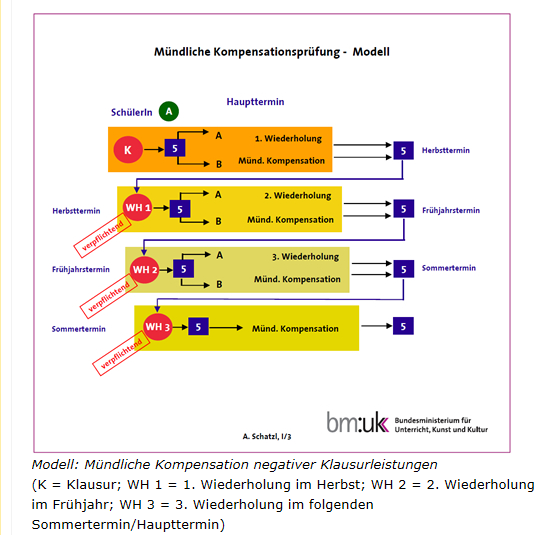 Mündliche Kompensationsprüfung - Modell
Haupttermin
SchülerIn A
A 1. Wiederholung
K 5 5 Herbsttermin
B Münd. Kompensation
A 2. Wiederholung
Herbsttermin WH 1 5 5 Frühjahrstermin
B Münd. Kompensation
verpflichtend
A 3. Wiederholung
Frühjahrstermin WH 2 5 5 Sommertermin
B Münd. Kompensation
verpflichtend
Sommertermin WH 3 5 Münd. Kompensation 5
verpflichtend
bm:uk Bundesministerium für
Unterricht, Kunst und Kultur
A. Schatzl, I/3
Modell: Mündliche Kompensation negativer Klausurleistungen
(K = Klausur; WH 1 = 1. Wiederholung im Herbst; WH 2 = 2. Wiederholung
im Frühjahr; WH 3 = 3. Wiederholung im folgenden
Sommertermin/Haupttermin)